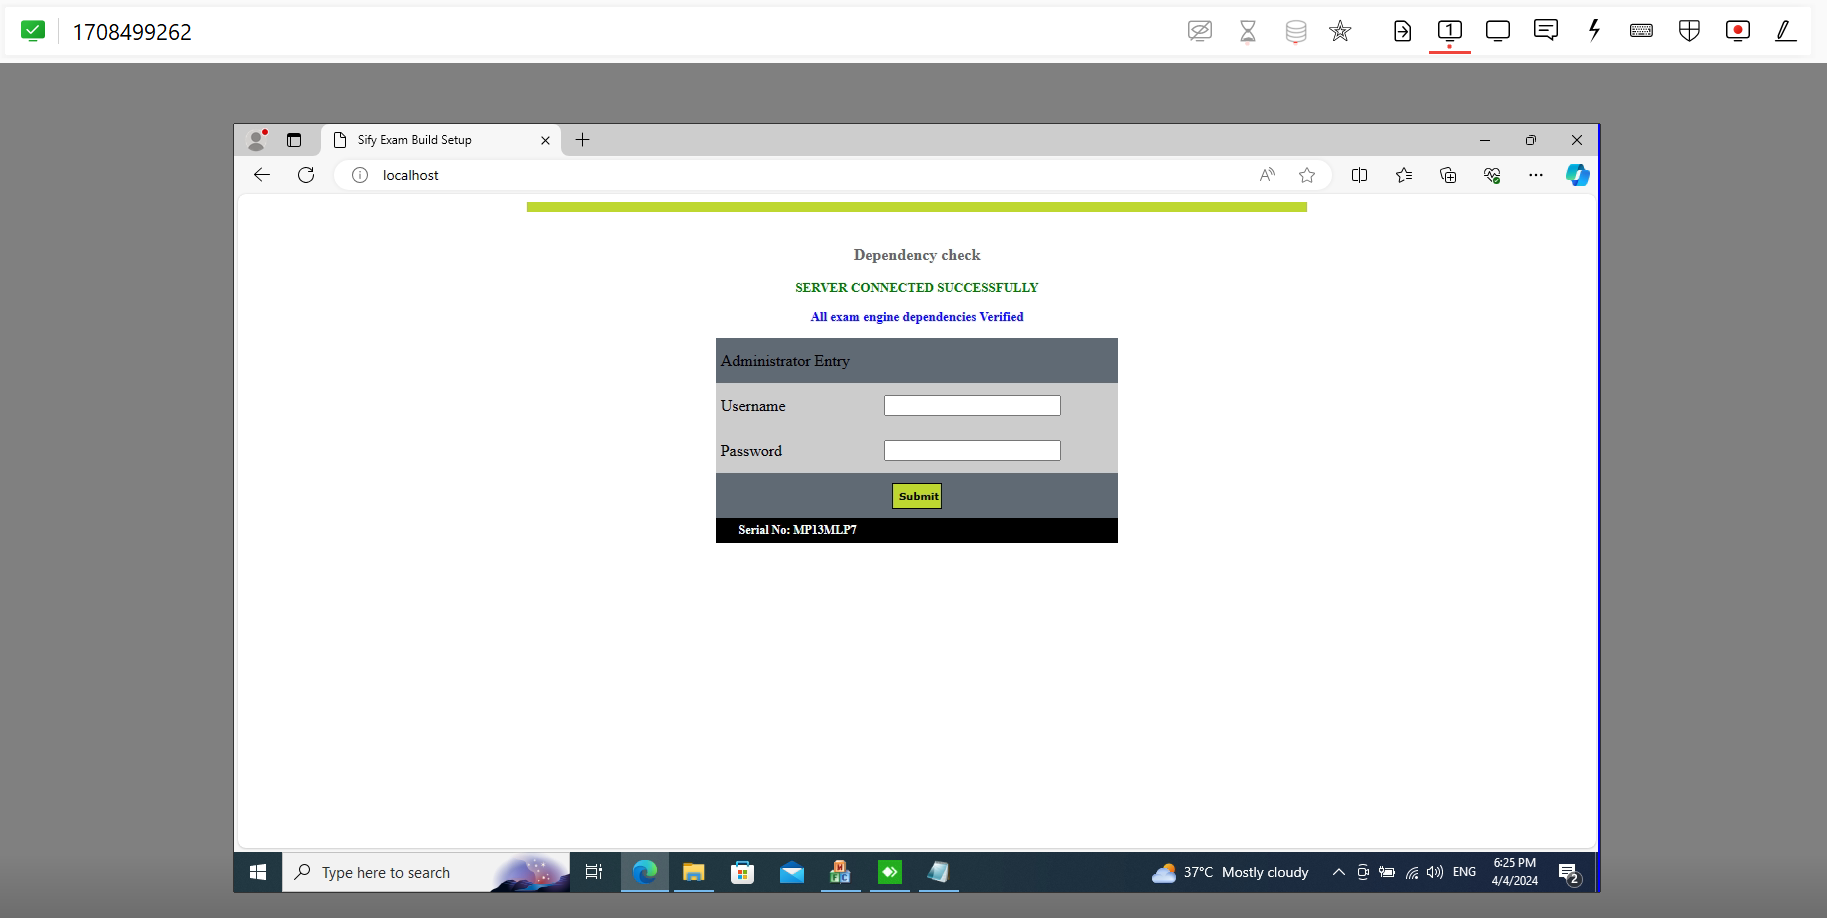 1708499262
1
Sify Exam Build Setup
localhost
Dependency check
SERVER CONNECTED SUCCESSFULLY
All exam engine dependencies Verified
Administrator Entry
Username
Password
Submit
Serial No: MP13MLP7
Type here to search
37°C Mostly cloudy
ENG
6:25 PM
4/4/2024
2